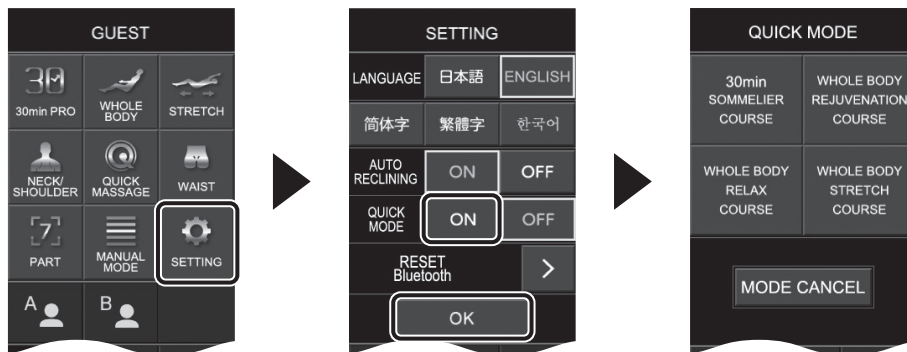 GUEST
30
30min PRO
WHOLE
BODY
STRETCH
NECK/
SHOULDER
QUICK
MASSAGE
WAIST
7
PART
MANUAL
MODE
SETTING
A
B
SETTING
LANGUAGE
日本語
ENGLISH
简体字
繁體字
한국어
AUTO
RECLINING
ON
OFF
QUICK
MODE
ON
OFF
RESET
Bluetooth
>
OK
QUICK MODE
30min
SOMMELIER
COURSE
WHOLE BODY
REJUVENATION
COURSE
WHOLE BODY
RELAX
COURSE
WHOLE BODY
STRETCH
COURSE
MODE CANCEL